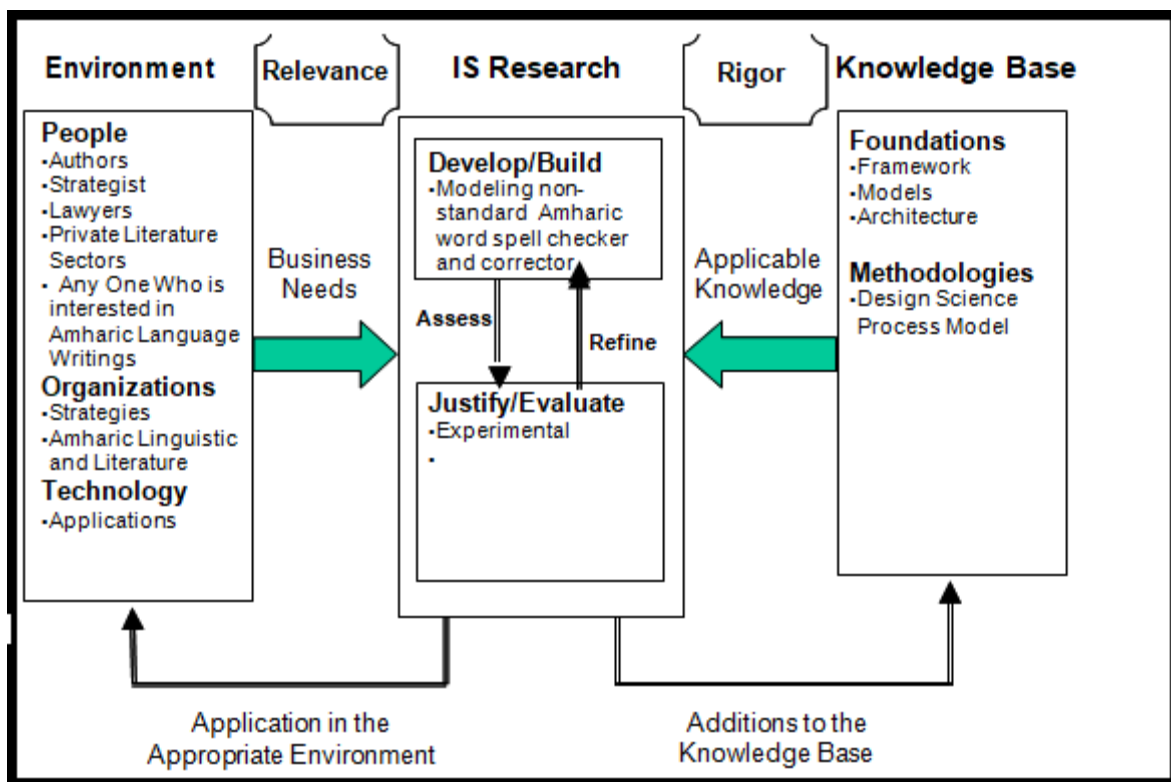 Environment
Relevance
IS Research
Rigor
Knowledge Base
People
•Authors
•Strategist
•Lawyers
•Private Literature
Sectors
• Any One Who is
interested in
Amharic Language
Writings
Organizations
•Strategies
•Amharic Linguistic
and Literature
Technology
•Applications
Business
Needs
Develop/Build
•Modeling non-
standard Amharic
word spell checker
and corrector
Assess
Refine
Justify/Evaluate
•Experimental
•
Applicable
Knowledge
Foundations
•Framework
•Models
•Architecture
Methodologies
•Design Science
Process Model
Application in the
Appropriate Environment
Additions to the
Knowledge Base